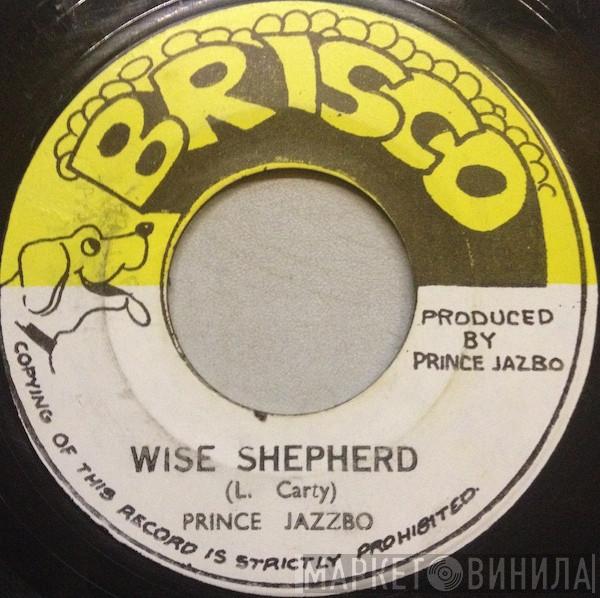 BRISCO
PRODUCED
BY
PRINCE JAZBO
WISE SHEPHERD
(L. Carty)
PRINCE JAZZBO
COPYING OF THIS RECORD IS STRICTLY PROHIBITED.
МАРКЕТ ВИНИЛА